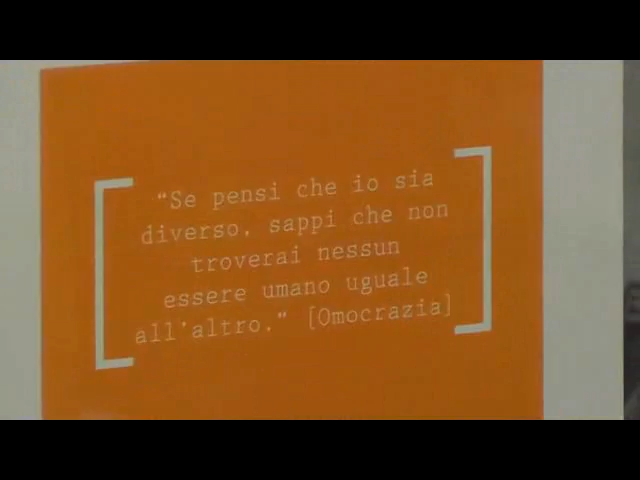 "Se pensi che io sia
diverso, sappi che non
troverai nessun
essere umano uguale
all'altro." [Omocrazia]